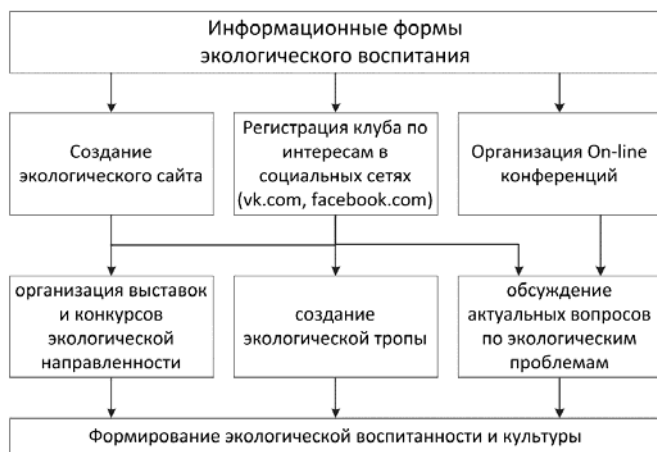 Информационные формы
экологического воспитания
Создание
экологического сайта
Регистрация клуба по
интересам в
социальных сетях
(vk.com, facebook.com)
Организация On-line
конференций
организация выставок
и конкурсов
экологической
направленности
создание
экологической тропы
обсуждение
актуальных вопросов
по экологическим
проблемам
Формирование экологической воспитанности и культуры